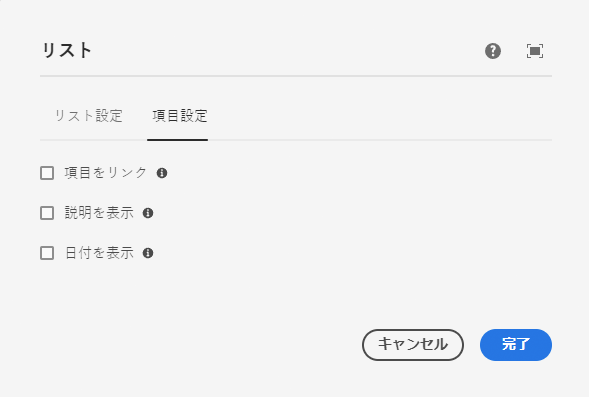 リスト
リスト設定 項目設定
項目をリンク
説明を表示
日付を表示
キャンセル 完了